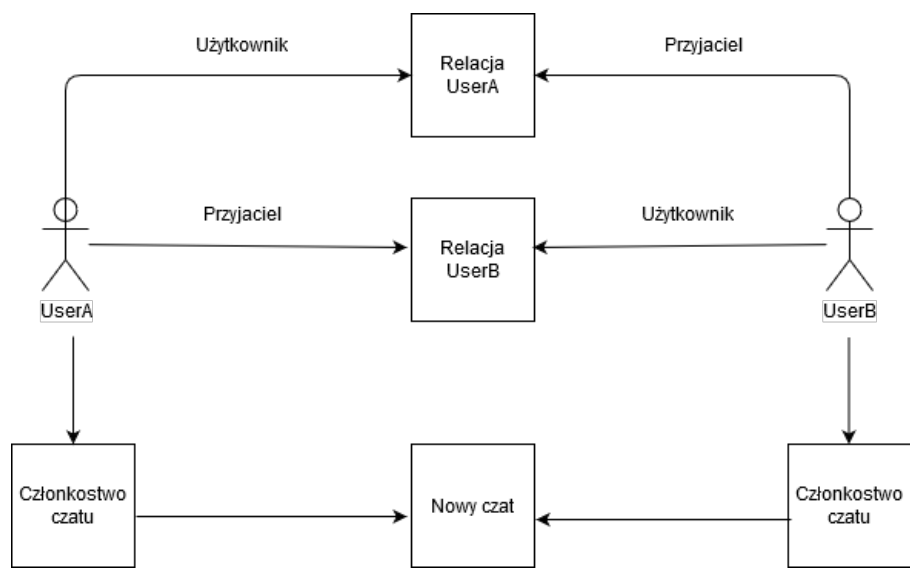 Użytkownik
Przyjaciel
Relacja
UserA
Przyjaciel
Użytkownik
Relacja
UserB
UserA
UserB
Członkostwo
czatu
Nowy czat
Członkostwo
czatu